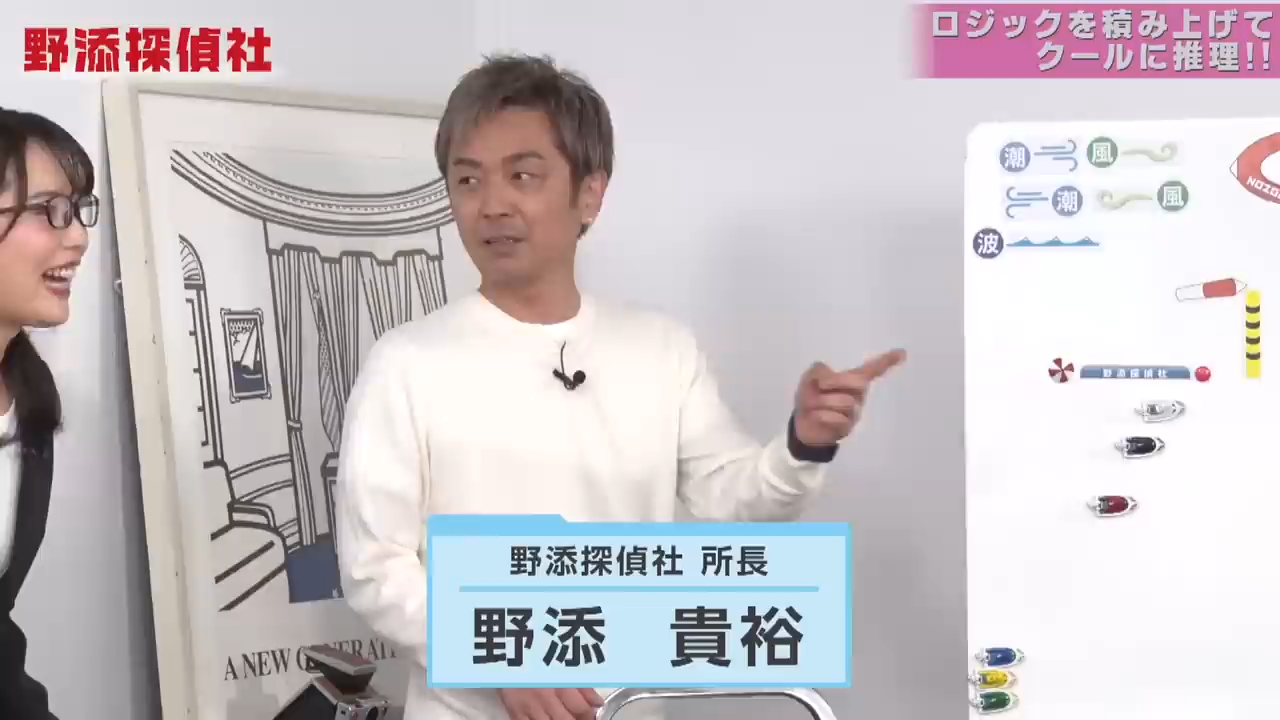 野添探偵社
ロジックを積み上げて
クールに推理!!
潮
風
潮
風
波
NOZO
野添探偵社
A NEW G
野添探偵社 所長
野添 貴裕